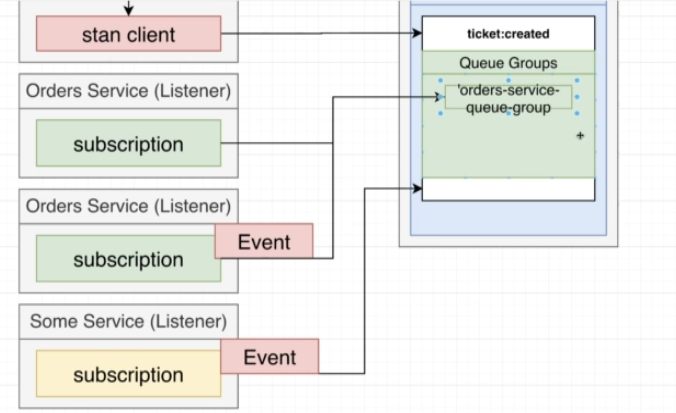 stan client
ticket:created
Queue Groups
'orders-service-
queue-group
Orders Service (Listener)
subscription
Orders Service (Listener)
Event
subscription
Some Service (Listener)
Event
subscription